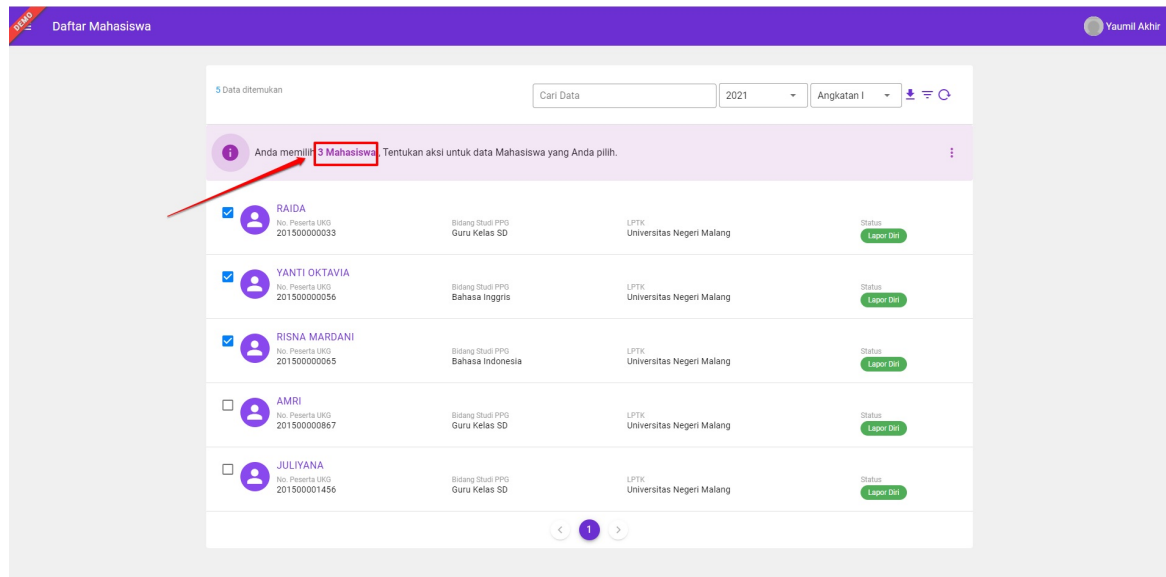 DEMO
Daftar Mahasiswa
Yaumil Akhir
5 Data ditemukan
Cari Data
2021
Angkatan I
Anda memilih 3 Mahasiswa, Tentukan aksi untuk data Mahasiswa yang Anda pilih.
RAIDA
No. Peserta UKG Bidang Studi PPG LPTK Status
201500000033 Guru Kelas SD Universitas Negeri Malang Lapor Diri
YANTI OKTAVIA
No. Peserta UKG Bidang Studi PPG LPTK Status
201500000056 Bahasa Inggris Universitas Negeri Malang Lapor Diri
RISNA MARDANI
No. Peserta UKG Bidang Studi PPG LPTK Status
201500000065 Bahasa Indonesia Universitas Negeri Malang Lapor Diri
AMRI
No. Peserta UKG Bidang Studi PPG LPTK Status
201500000867 Guru Kelas SD Universitas Negeri Malang Lapor Diri
JULIYANA
No. Peserta UKG Bidang Studi PPG LPTK Status
201500001456 Guru Kelas SD Universitas Negeri Malang Lapor Diri
< 1 >